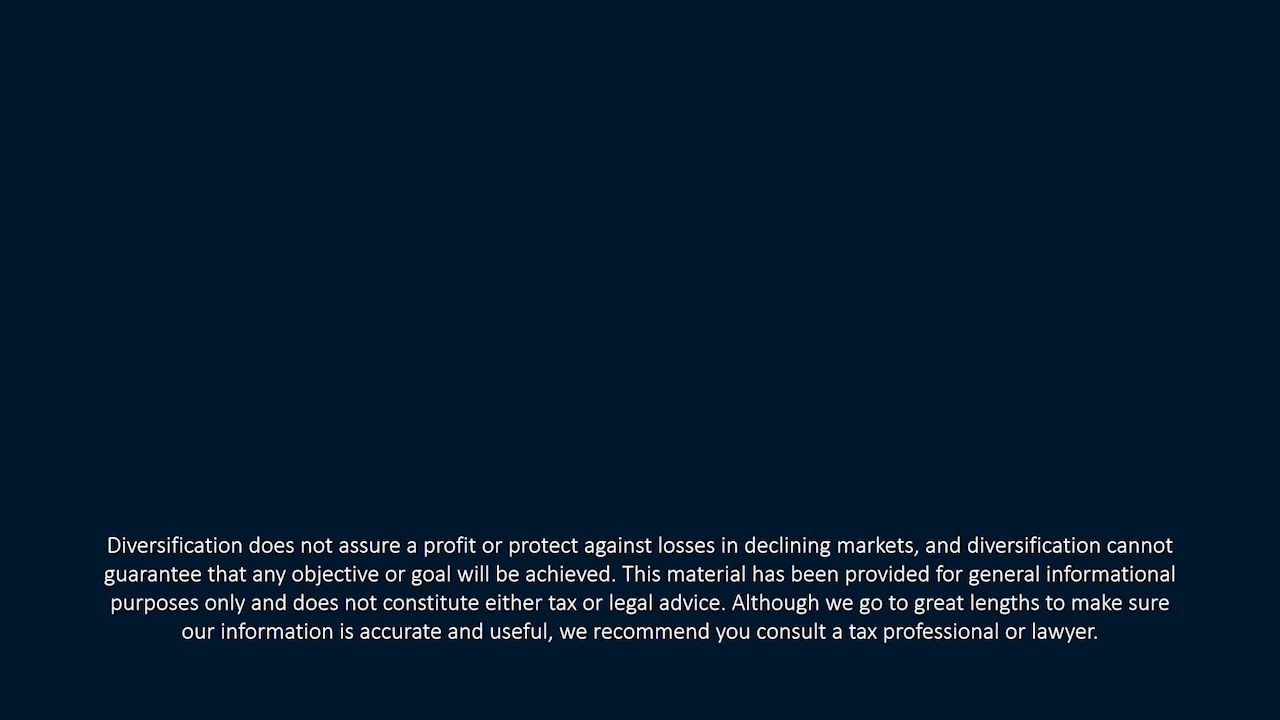 Diversification does not assure a profit or protect against losses in declining markets, and diversification cannot
guarantee that any objective or goal will be achieved. This material has been provided for general informational
purposes only and does not constitute either tax or legal advice. Although we go to great lengths to make sure
our information is accurate and useful, we recommend you consult a tax professional or lawyer.